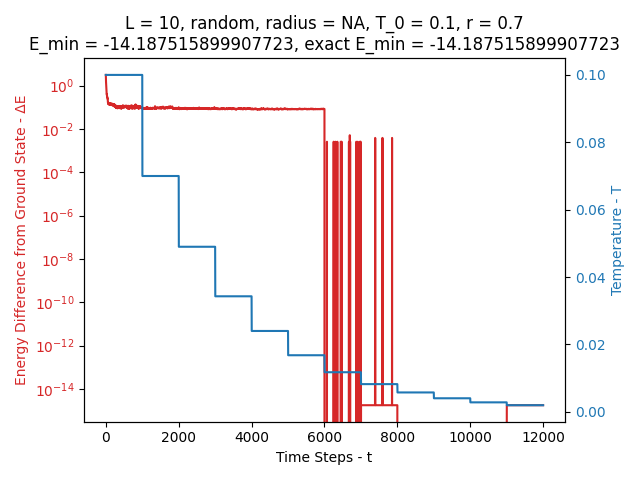 L = 10, random, radius = NA, T_0 = 0.1, r = 0.7
E_min = -14.187515899907723, exact E_min = -14.187515899907723
Energy Difference from Ground State - ΔE
10⁰
10⁻²
10⁻⁴
10⁻⁶
10⁻⁸
10⁻¹⁰
10⁻¹²
10⁻¹⁴
0.10
0.08
0.06
0.04
0.02
0.00
Temperature - T
0 2000 4000 6000 8000 10000 12000
Time Steps - t